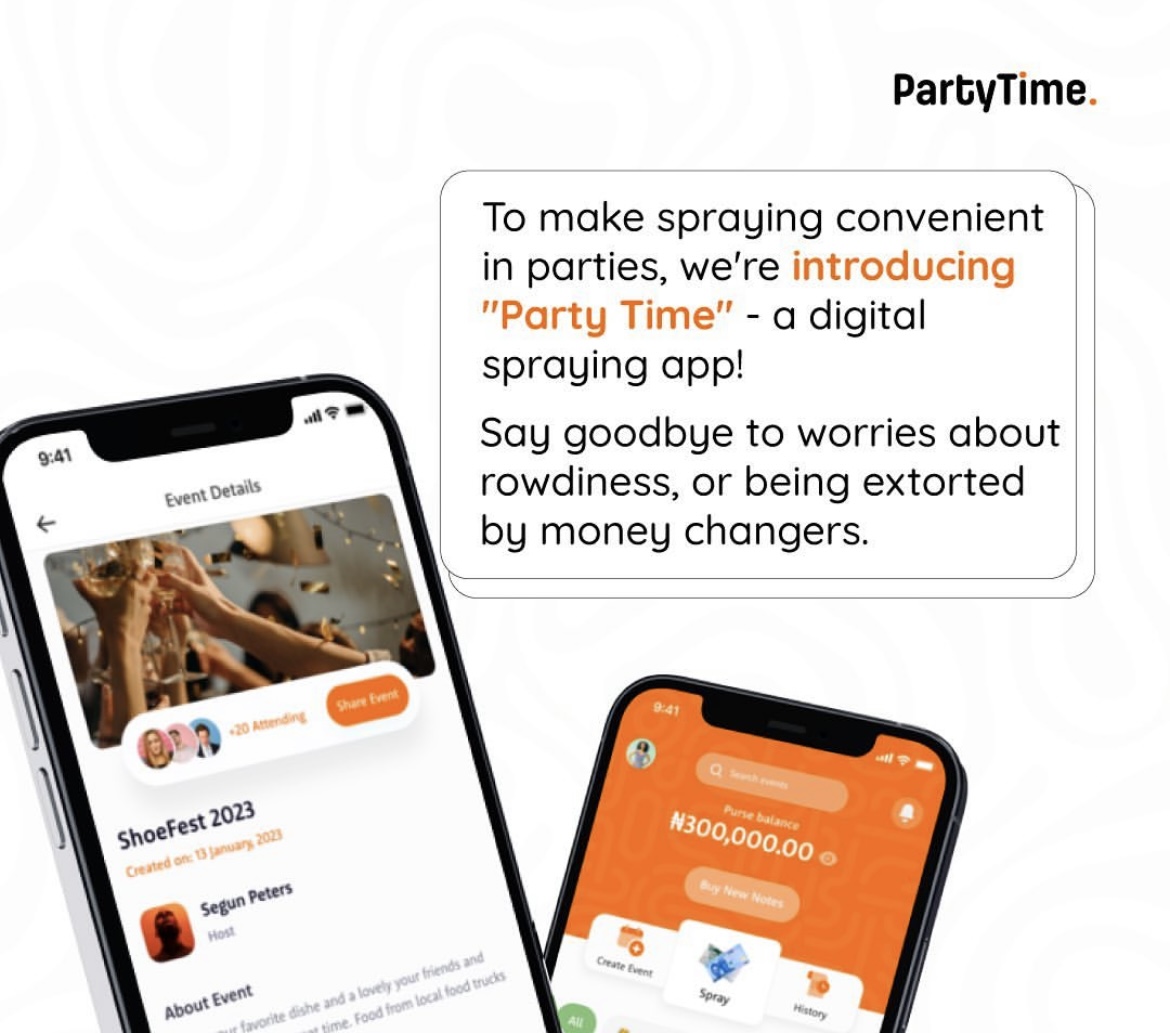 PartyTime.
To make spraying convenient
in parties, we're introducing
"Party Time" - a digital
spraying app!
Say goodbye to worries about
rowdiness, or being extorted
by money changers.
9:41
Event Details
+20 Attending
Share Event
ShoeFest 2023
Created on: 13 January, 2023
Segun Peters
Host
About Event
favorite dishe and a lovely your friends and
time. Food from local food trucks
9:41
Search events
Purse balance
₦300,000.00
Buy New Notes
Create Event
Spray
History
All